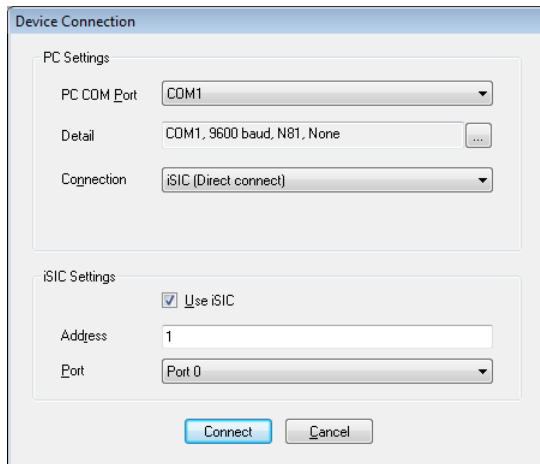 Device Connection
PC Settings
PC COM Port COM1
Detail COM1, 9600 baud, N81, None ...
Connection iSIC (Direct connect)
iSIC Settings
Use iSIC
Address 1
Port Port 0
Connect Cancel